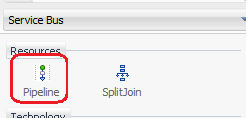 Service Bus
Resources
Pipeline SplitJoin
Technology